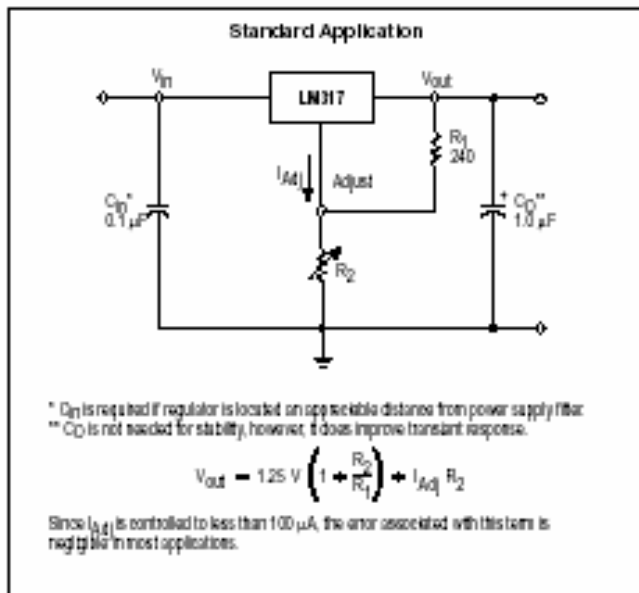 Standard Application
Vin
LM317
Vout
R1
240
IAdj
Adjust
Cin*
0.1 µF
+ CO**
1.0 µF
R2
* Cin is required if regulator is located an appreciable distance from power supply filter.
** CO is not needed for stability, however, it does improve transient response.
Vout = 1.25 V (1 + R2/R1) + IAdj R2
Since IAdj is controlled to less than 100 µA, the error associated with this term is
negligible in most applications.